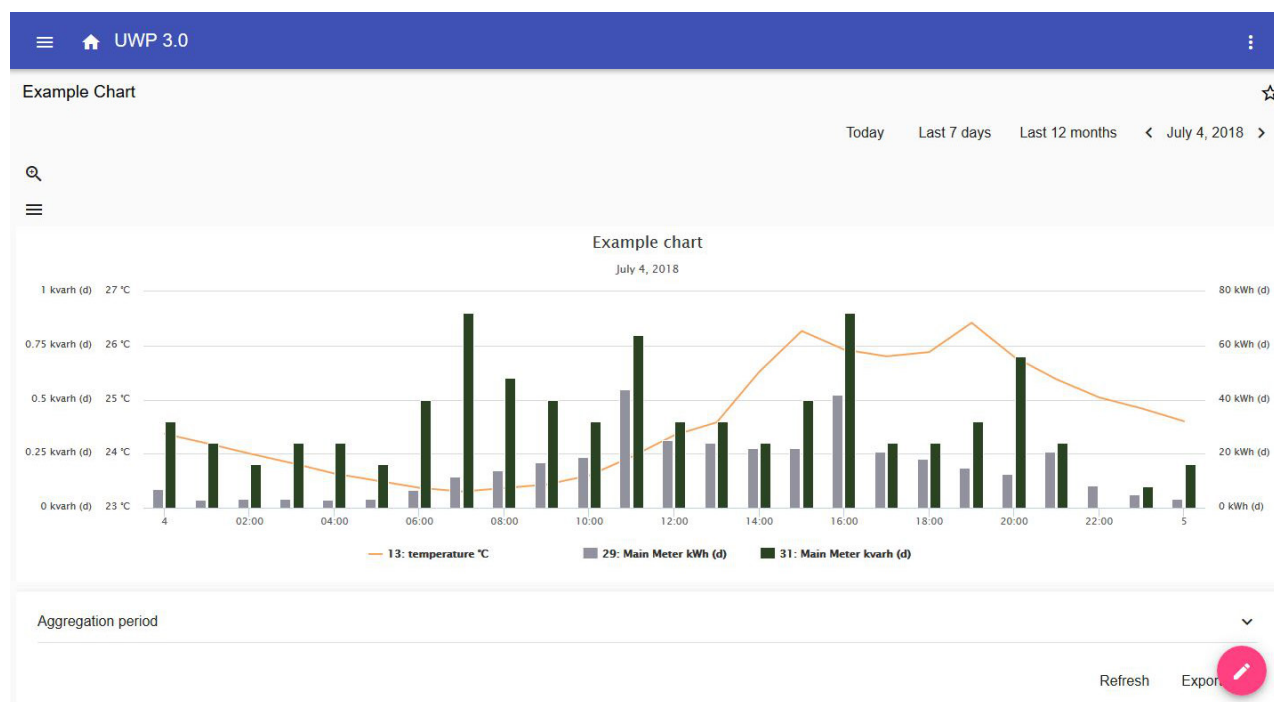 UWP 3.0
Example Chart
Today Last 7 days Last 12 months July 4, 2018
Example chart
July 4, 2018
1 kvarh (d) 27 °C 80 kWh (d)
0.75 kvarh (d) 26 °C 60 kWh (d)
0.5 kvarh (d) 25 °C 40 kWh (d)
0.25 kvarh (d) 24 °C 20 kWh (d)
0 kvarh (d) 23 °C 0 kWh (d)
4 02:00 04:00 06:00 08:00 10:00 12:00 14:00 16:00 18:00 20:00 22:00 5
13: temperature °C 29: Main Meter kWh (d) 31: Main Meter kvarh (d)
Aggregation period
Refresh